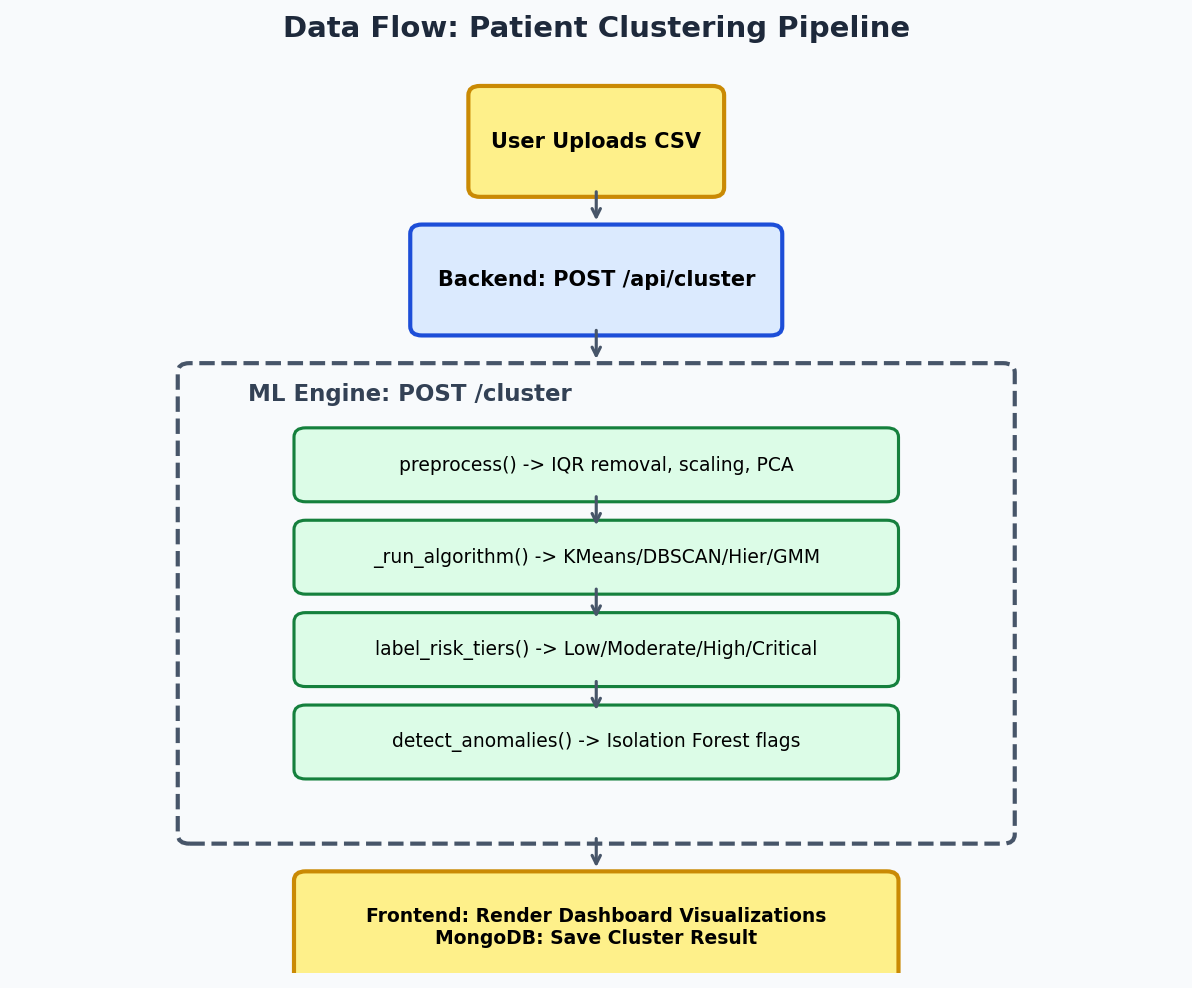 Data Flow: Patient Clustering Pipeline
User Uploads CSV
Backend: POST /api/cluster
ML Engine: POST /cluster
preprocess() -> IQR removal, scaling, PCA
_run_algorithm() -> KMeans/DBSCAN/Hier/GMM
label_risk_tiers() -> Low/Moderate/High/Critical
detect_anomalies() -> Isolation Forest flags
Frontend: Render Dashboard Visualizations
MongoDB: Save Cluster Result